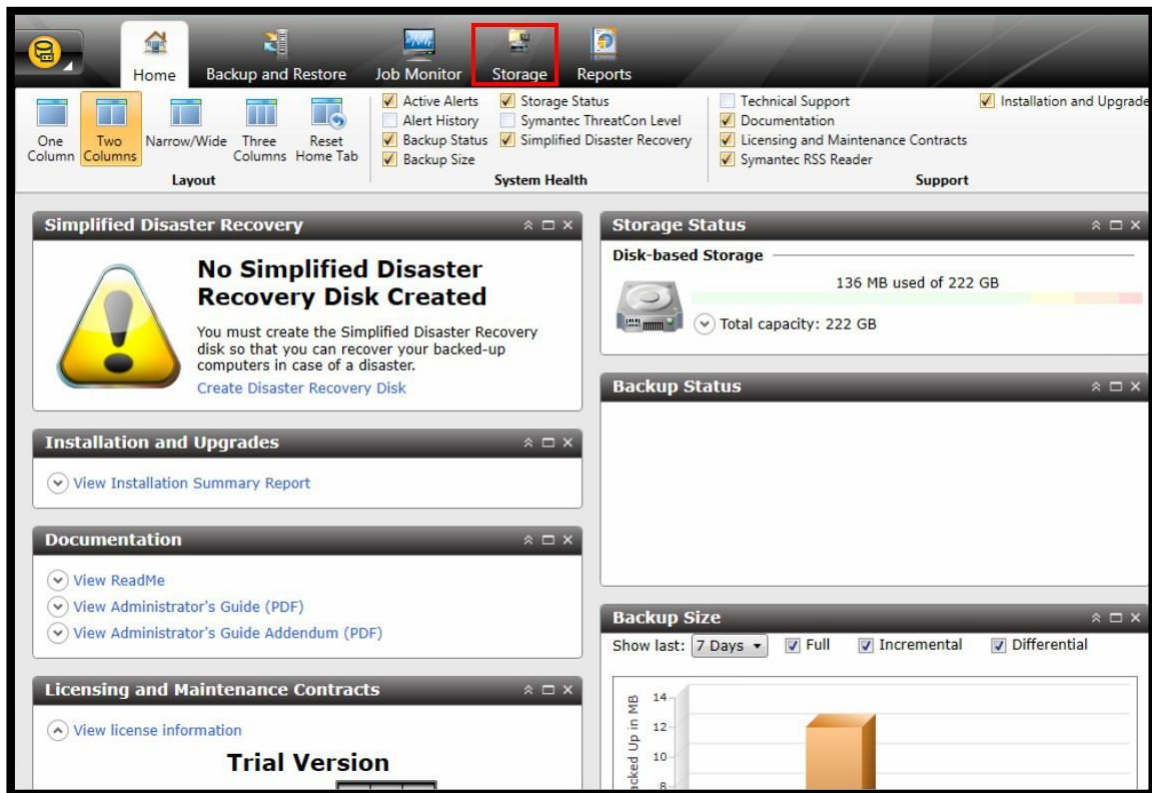 Home
Backup and Restore
Job Monitor
Storage
Reports
One
Column
Two
Columns
Narrow/Wide
Three
Columns
Reset
Home Tab
Layout
Active Alerts
Alert History
Backup Status
Backup Size
Storage Status
Symantec ThreatCon Level
Simplified Disaster Recovery
System Health
Technical Support
Documentation
Licensing and Maintenance Contracts
Symantec RSS Reader
Installation and Upgrade
Support
Simplified Disaster Recovery
No Simplified Disaster
Recovery Disk Created
You must create the Simplified Disaster Recovery
disk so that you can recover your backed-up
computers in case of a disaster.
Create Disaster Recovery Disk
Installation and Upgrades
View Installation Summary Report
Documentation
View ReadMe
View Administrator's Guide (PDF)
View Administrator's Guide Addendum (PDF)
Licensing and Maintenance Contracts
View license information
Trial Version
Storage Status
Disk-based Storage
136 MB used of 222 GB
Total capacity: 222 GB
Backup Status
Backup Size
Show last: 7 Days Full Incremental Differential
acked Up in MB
14
12
10
8